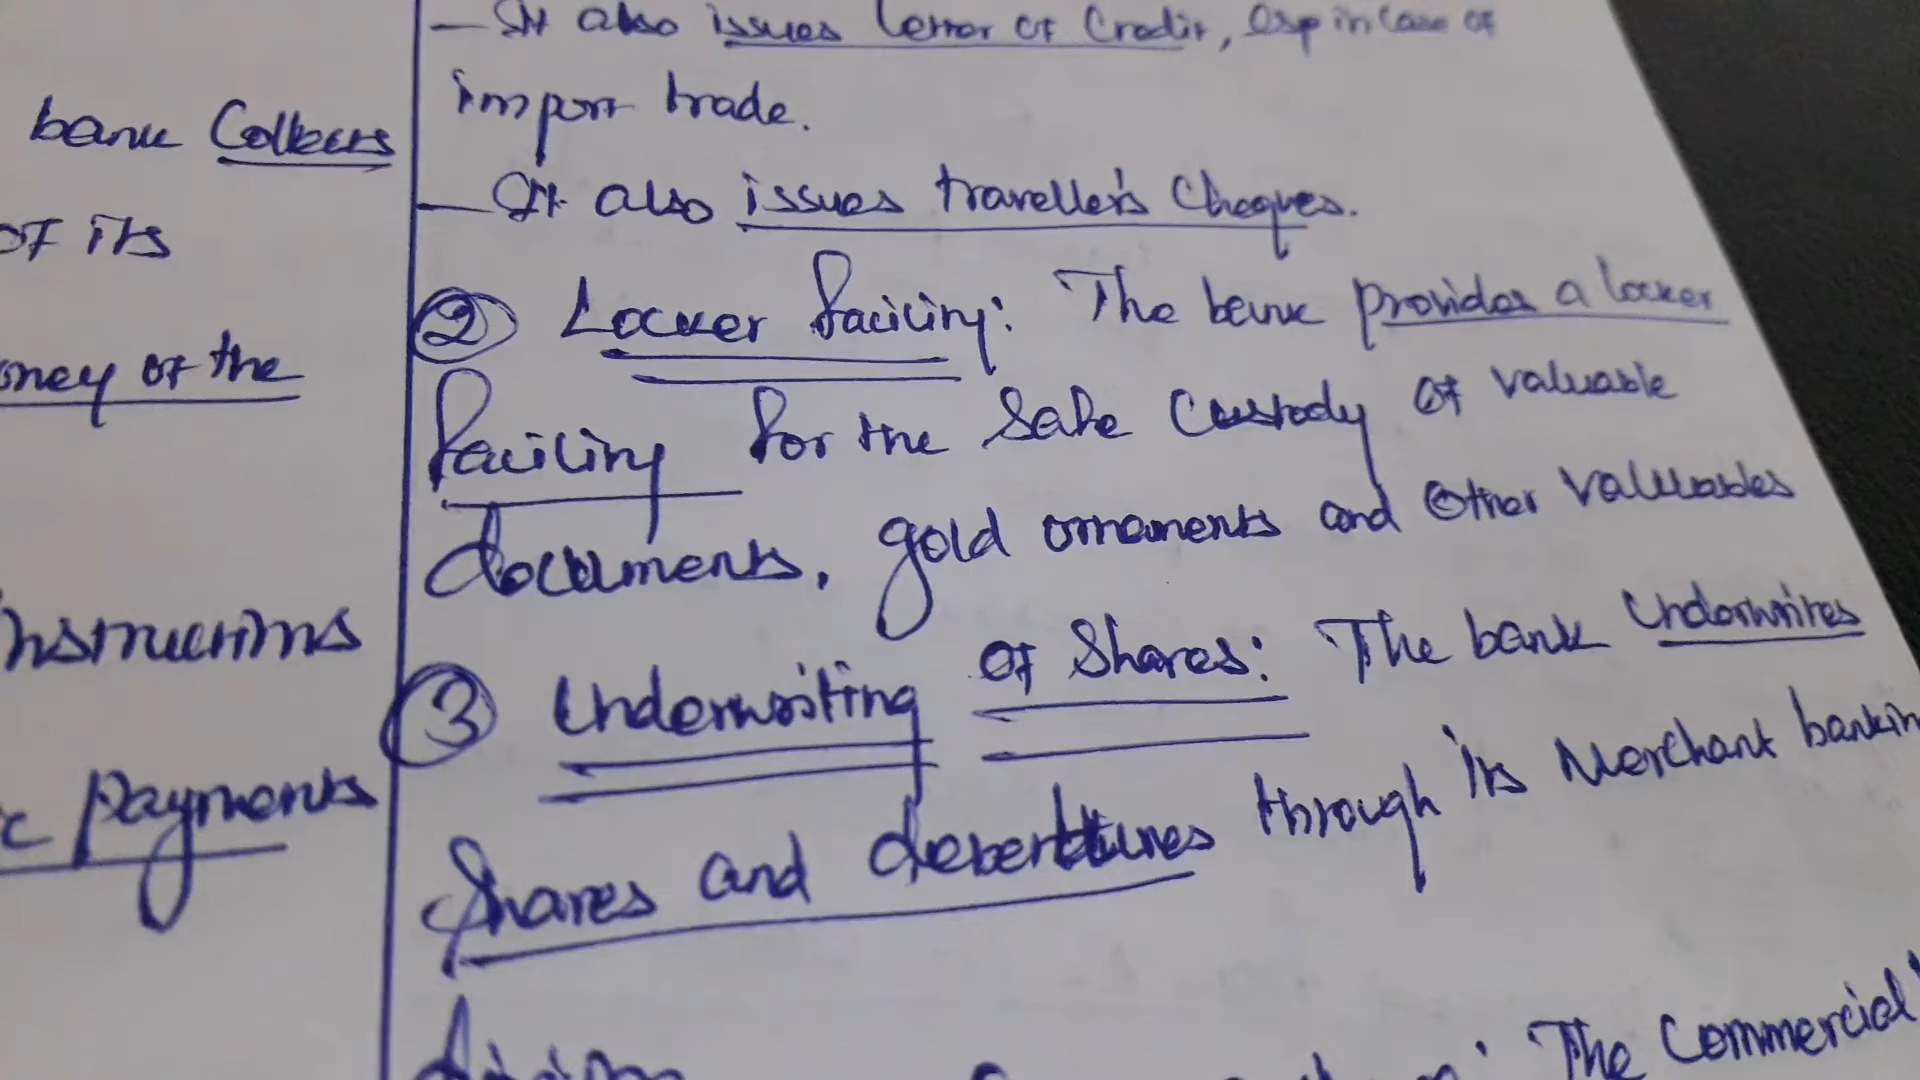 bank Collects
of its
oney of the
nstructions
c payments
- It also issues letter of Credit, esp in case of
import trade.
- It also issues traveller's Cheques.
② Locker facility: The bank provides a locker
facility for the safe custody of valuable
documents, gold ornaments and other valuables
③ Underwriting of Shares: The bank underwrites
shares and debentures through its Merchant bankin
division
The Commercial